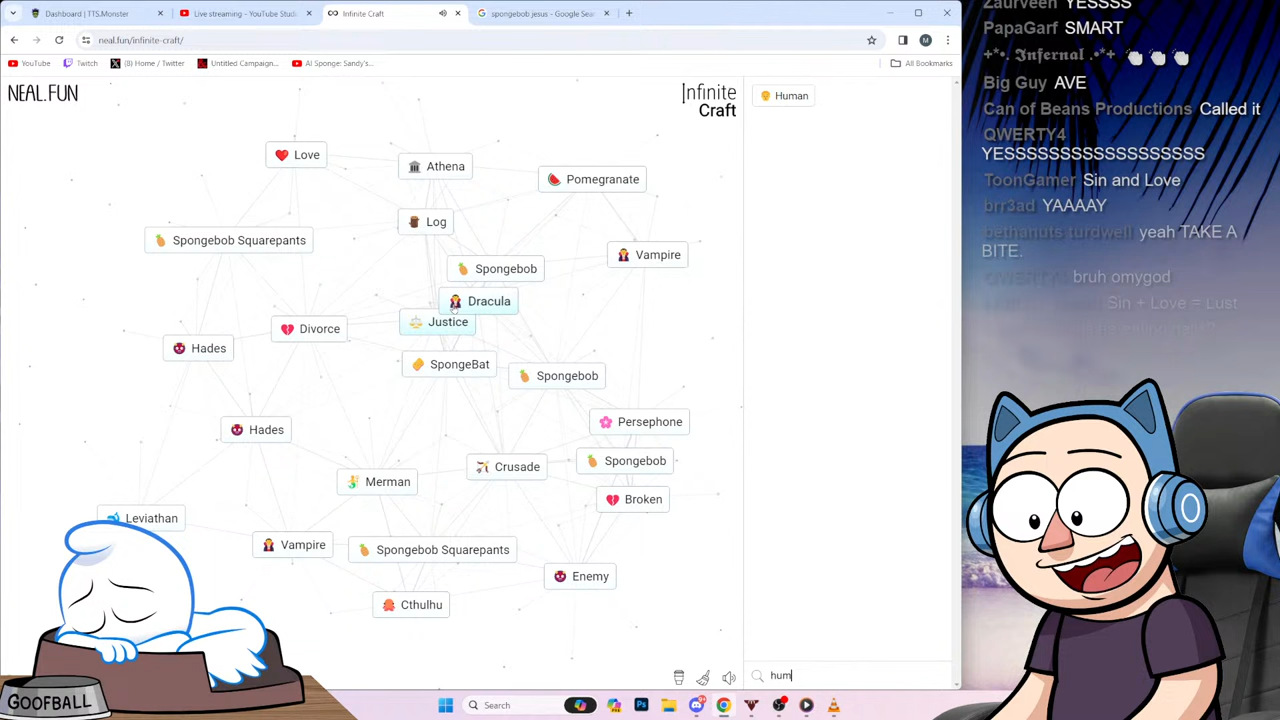 Dashboard | TTS.Monster
Live streaming - YouTube Studi
Infinite Craft
spongebob jesus - Google Sea
neal.fun/infinite-craft/
YouTube
Twitch
(8) Home / Twitter
Untitled Campaign...
AI Sponge: Sandy's...
All Bookmarks
NEAL.FUN
Infinite
Craft
Human
Love
Athena
Pomegranate
Log
Spongebob Squarepants
Vampire
Spongebob
Dracula
Justice
Divorce
Hades
SpongeBat
Spongebob
Persephone
Hades
Spongebob
Crusade
Merman
Broken
Leviathan
Vampire
Spongebob Squarepants
Enemy
Cthulhu
hum
Search
GOOFBALL
Zaurveen YESSSS
PapaGarf SMART
+*•. Infernal .•*+
Big Guy AVE
Can of Beans Productions Called it
QWERTY4
YESSSSSSSSSSSSSSSSSS
ToonGamer Sin and Love
brr3ad YAAAAY
bethanuts turdwell yeah TAKE A
BITE.
bruh omygod
Sin + Love = Lust